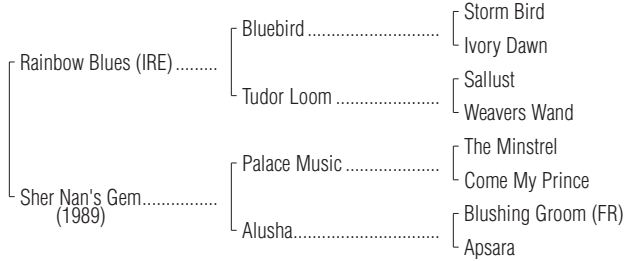 Storm Bird
Bluebird ..........................
Ivory Dawn
Rainbow Blues (IRE) ........
Sallust
Tudor Loom .....................
Weavers Wand
The Minstrel
Palace Music ...................
Come My Prince
Sher Nan's Gem...............
(1989)
Blushing Groom (FR)
Alusha.............................
Apsara